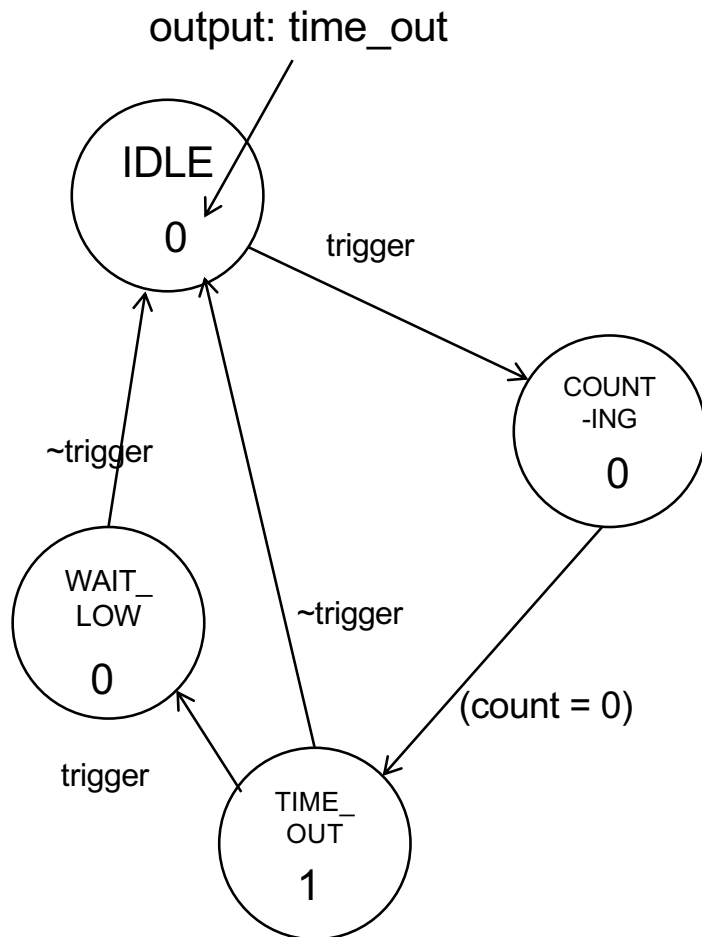 output: time_out
IDLE
0
trigger
COUNT
-ING
0
~trigger
WAIT_
LOW
0
~trigger
(count = 0)
trigger
TIME_
OUT
1